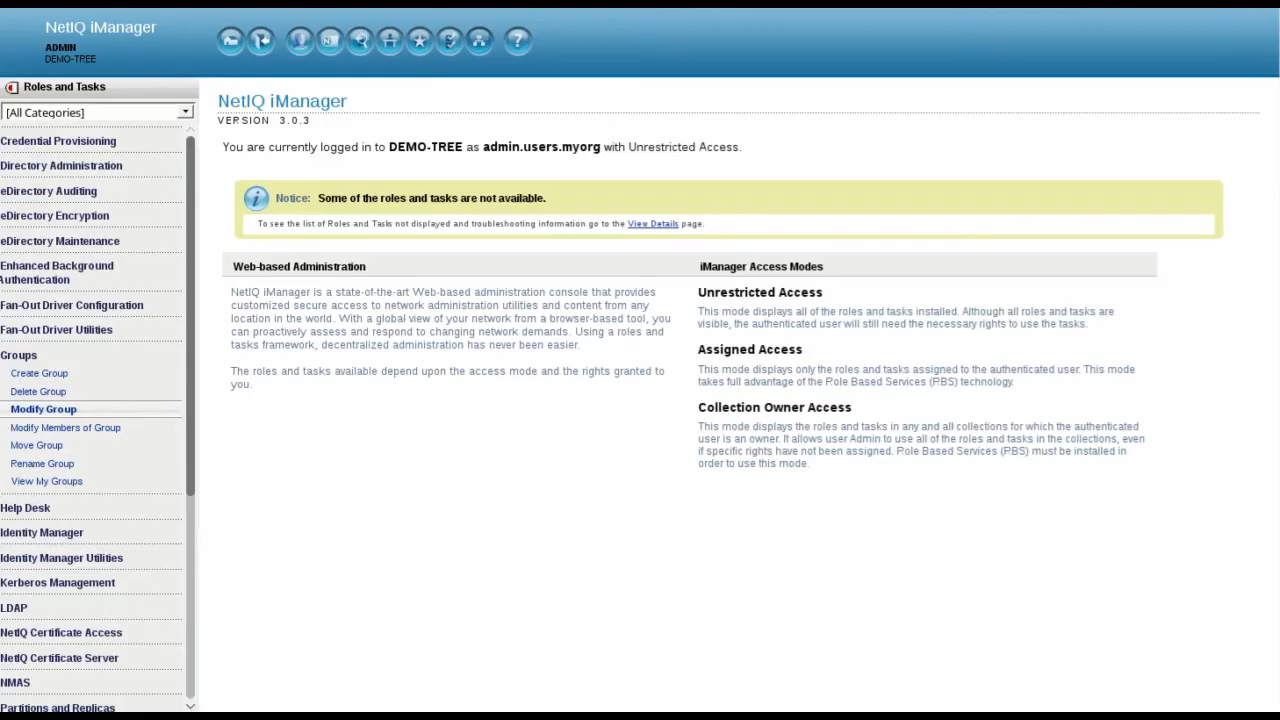 NetIQ iManager
ADMIN
DEMO-TREE
N
?
Roles and Tasks
[All Categories]
Credential Provisioning
Directory Administration
eDirectory Auditing
eDirectory Encryption
eDirectory Maintenance
Enhanced Background
Authentication
Fan-Out Driver Configuration
Fan-Out Driver Utilities
Groups
Create Group
Delete Group
Modify Group
Modify Members of Group
Move Group
Rename Group
View My Groups
Help Desk
Identity Manager
Identity Manager Utilities
Kerberos Management
LDAP
NetIQ Certificate Access
NetIQ Certificate Server
NMAS
Partitions and Replicas
NetIQ iManager
VERSION 3.0.3
You are currently logged in to DEMO-TREE as admin.users.myorg with Unrestricted Access.
i
Notice: Some of the roles and tasks are not available.
To see the list of Roles and Tasks not displayed and troubleshooting information go to the View Details page.
Web-based Administration
NetIQ iManager is a state-of-the-art Web-based administration console that provides
customized secure access to network administration utilities and content from any
location in the world. With a global view of your network from a browser-based tool, you
can proactively assess and respond to changing network demands. Using a roles and
tasks framework, decentralized administration has never been easier.
The roles and tasks available depend upon the access mode and the rights granted to
you.
iManager Access Modes
Unrestricted Access
This mode displays all of the roles and tasks installed. Although all roles and tasks are
visible, the authenticated user will still need the necessary rights to use the tasks.
Assigned Access
This mode displays only the roles and tasks assigned to the authenticated user. This mode
takes full advantage of the Role Based Services (RBS) technology.
Collection Owner Access
This mode displays the roles and tasks in any and all collections for which the authenticated
user is an owner. It allows user Admin to use all of the roles and tasks in the collections, even
if specific rights have not been assigned. Role Based Services (RBS) must be installed in
order to use this mode.